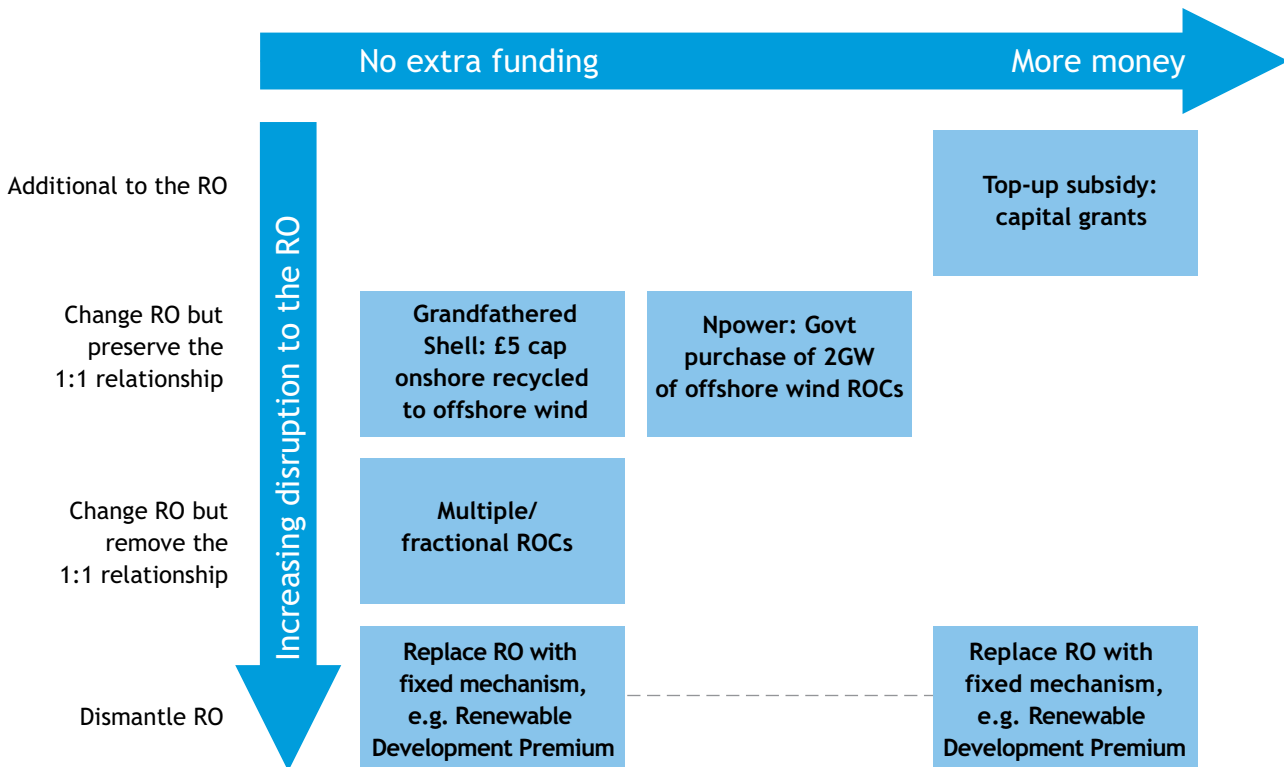 No extra funding
More money
Increasing disruption to the RO
Additional to the RO
Top-up subsidy:
capital grants
Change RO but
preserve the
1:1 relationship
Grandfathered
Shell: £5 cap
onshore recycled
to offshore wind
Npower: Govt
purchase of 2GW
of offshore wind ROCs
Change RO but
remove the
1:1 relationship
Multiple/
fractional ROCs
Dismantle RO
Replace RO with
fixed mechanism,
e.g. Renewable
Development Premium
Replace RO with
fixed mechanism,
e.g. Renewable
Development Premium